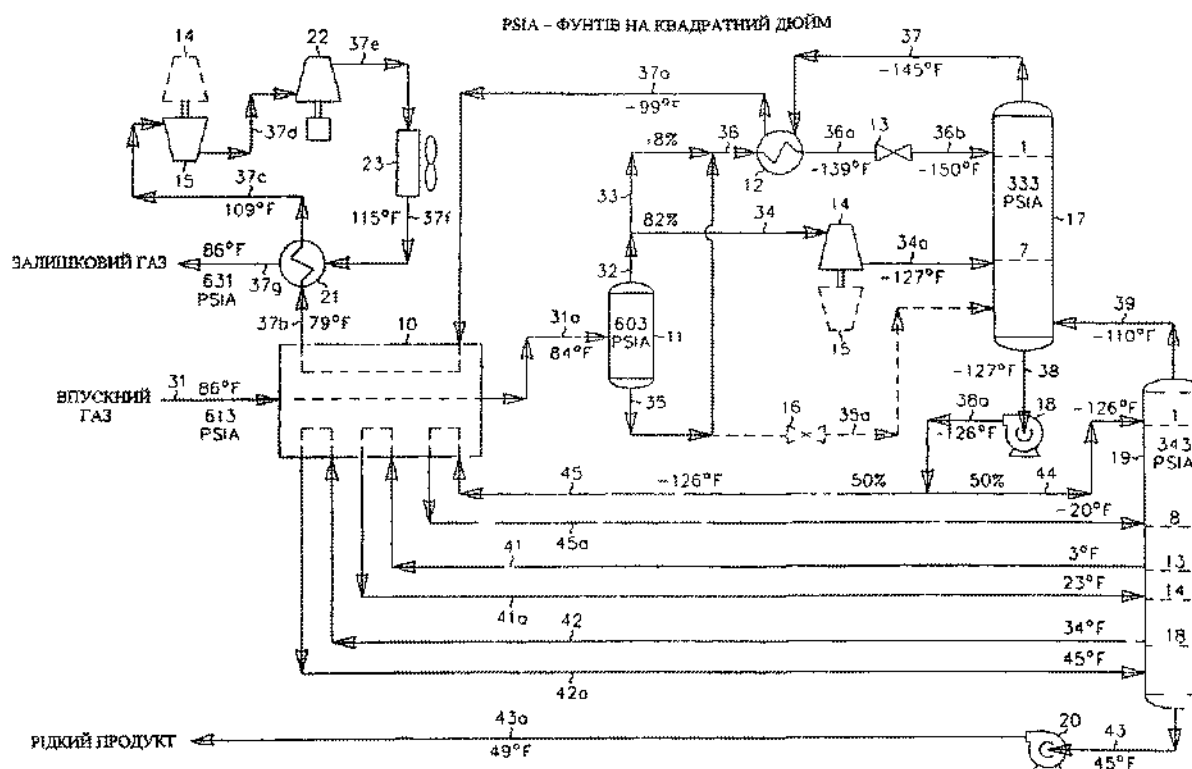 PSIA – ФУНТІВ НА КВАДРАТНИЙ ДЮЙМ
14
22
37e
37
-145°F
37a
-99°F
37d
15
23
18%
36
36a
13
36b
12
-139°F
-150°F
1
333
PSIA
17
37c
109°F
33
115°F
37f
82%
34
14
86°F
ЗАЛИШКОВИЙ ГАЗ
631
PSIA
37g
21
32
34a
-127°F
7
37b
79°F
10
31a
84°F
603
PSIA
11
15
39
-110°F
31
86°F
ВПУСКНИЙ
ГАЗ
613
PSIA
-127°F
38
35
16
35a
38a
-126°F
18
-126°F
1
343
PSIA
19
45
-126°F
50%
50%
44
-20°F
45a
8
41
3°F
13
23°F
14
41a
42
34°F
18
45°F
42a
43a
РІДКИЙ ПРОДУКТ
49°F
20
43
45°F